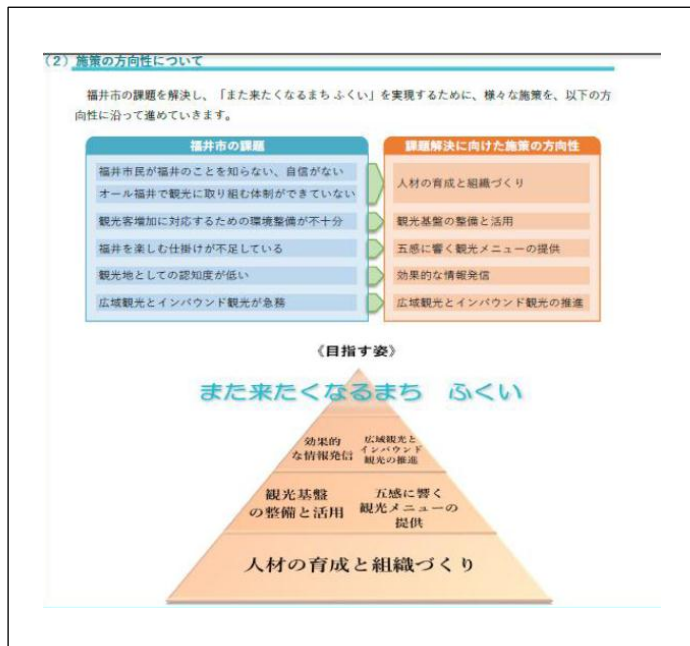 (2) 施策の方向性について
福井市の課題を解決し、「また来たくなるまち ふくい」を実現するために、様々な施策を、以下の方
向性に沿って進めていきます。
福井市の課題
課題解決に向けた施策の方向性
福井市民が福井のことを知らない、自信がない
オール福井で観光に取り組む体制ができていない
人材の育成と組織づくり
観光客増加に対応するための環境整備が不十分
観光基盤の整備と活用
福井を楽しむ仕掛けが不足している
五感に響く観光メニューの提供
観光地としての認知度が低い
効果的な情報発信
広域観光とインバウンド観光が急務
広域観光とインバウンド観光の推進
《目指す姿》
また来たくなるまち ふくい
効果的
な情報発信
広域観光と
インバウンド
観光の推進
観光基盤
の整備と活用
五感に響く
観光メニューの
提供
人材の育成と組織づくり